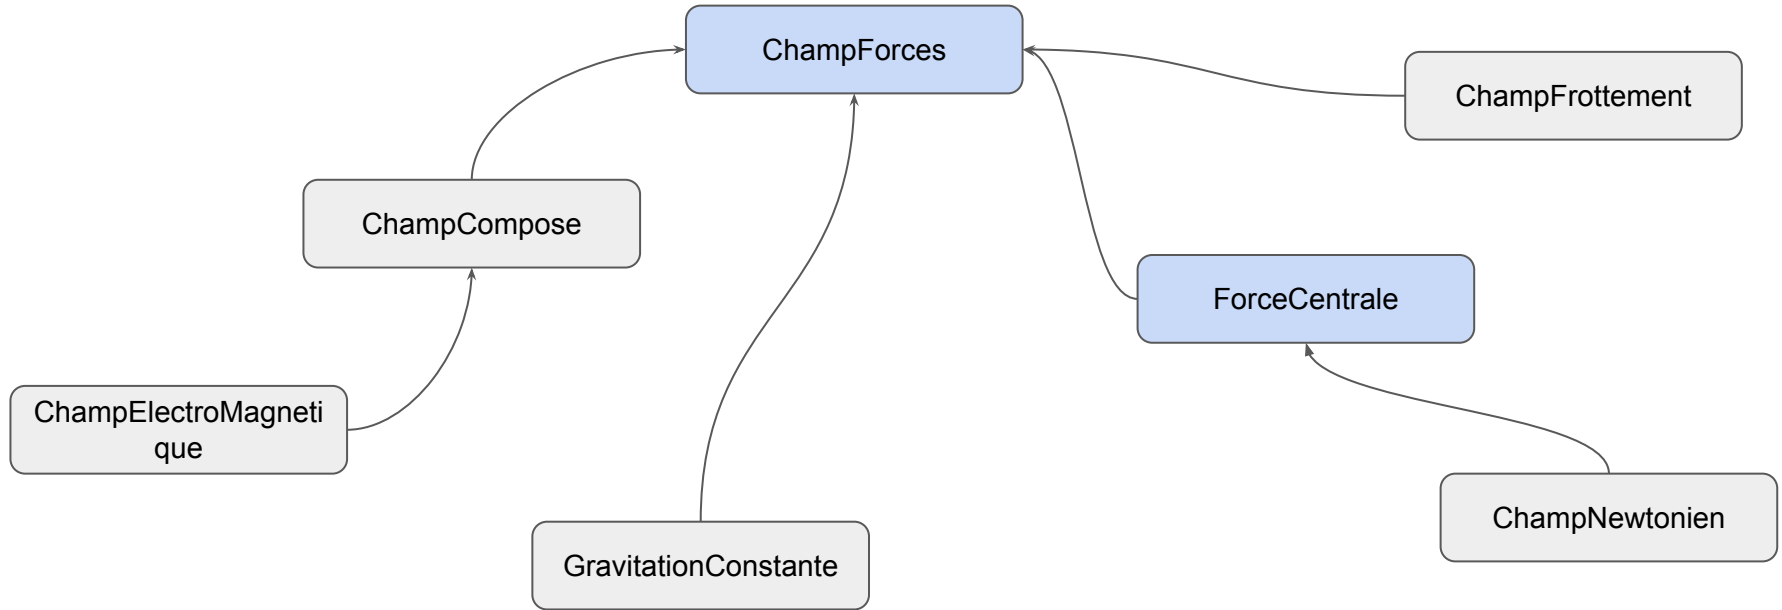 ChampForces
ChampFrottement
ChampCompose
ForceCentrale
ChampElectroMagneti
que
ChampNewtonien
GravitationConstante